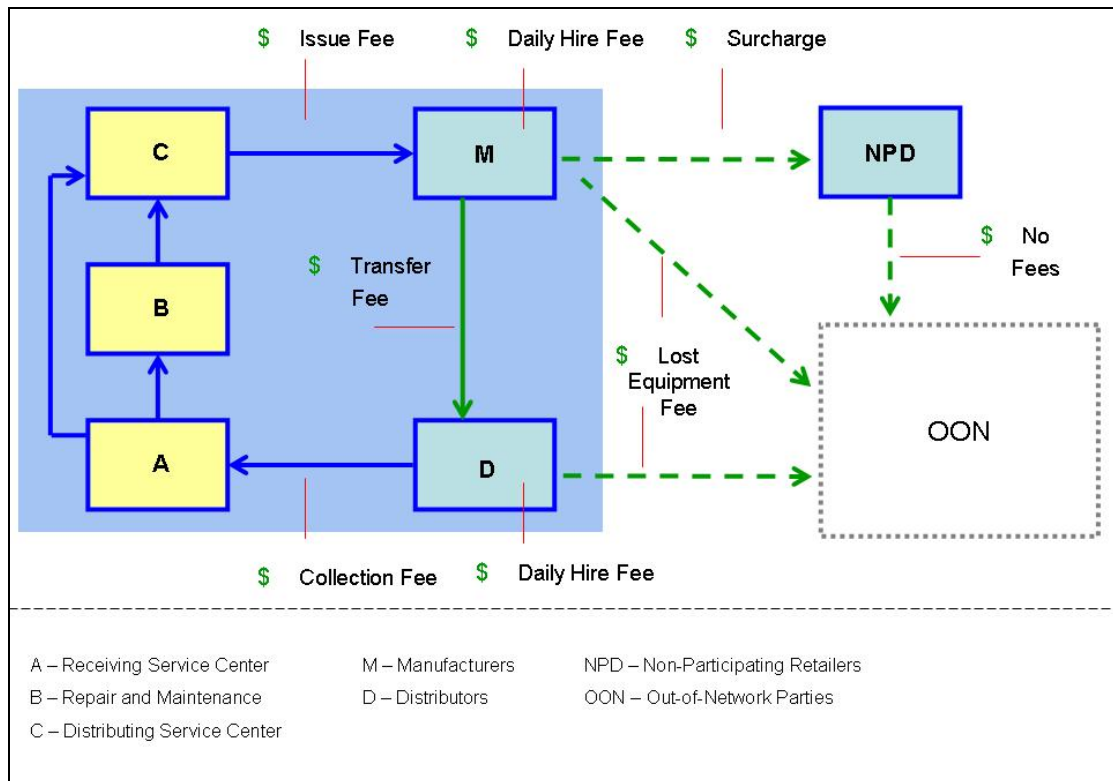 $ Issue Fee
$ Daily Hire Fee
$ Surcharge
C
M
NPD
$ No
Fees
$ Transfer
Fee
B
$ Lost
Equipment
Fee
OON
A
D
$ Collection Fee
$ Daily Hire Fee
A – Receiving Service Center
M – Manufacturers
NPD – Non-Participating Retailers
B – Repair and Maintenance
D – Distributors
OON – Out-of-Network Parties
C – Distributing Service Center